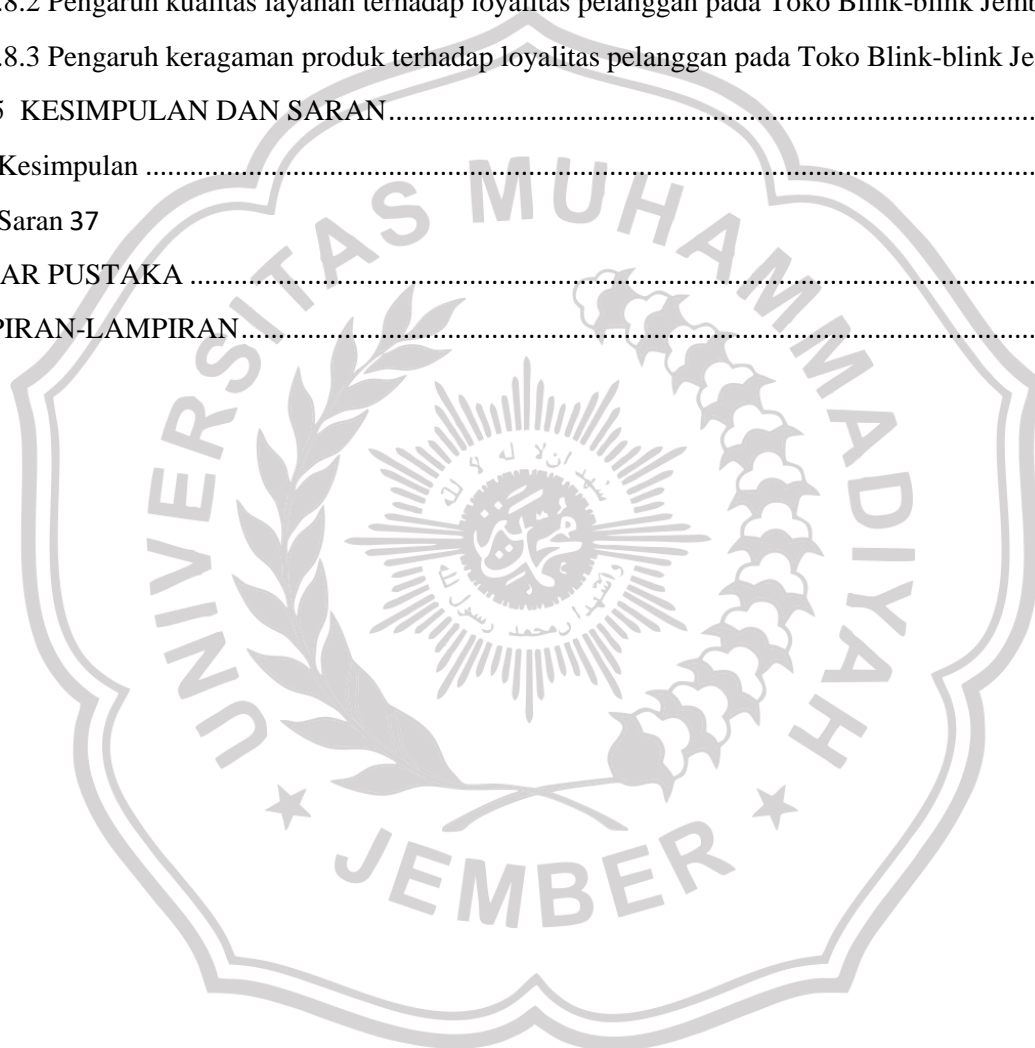 .8.2 Pengaruh kualitas layanan terhadap loyalitas pelanggan pada Toko Blink-blink Jemb
.8.3 Pengaruh keragaman produk terhadap loyalitas pelanggan pada Toko Blink-blink Je
KESIMPULAN DAN SARAN
Kesimpulan
Saran 37
AR PUSTAKA
PIRAN-LAMPIRAN
UNIVERSITAS MUHAMMADIYAH
JEMBER